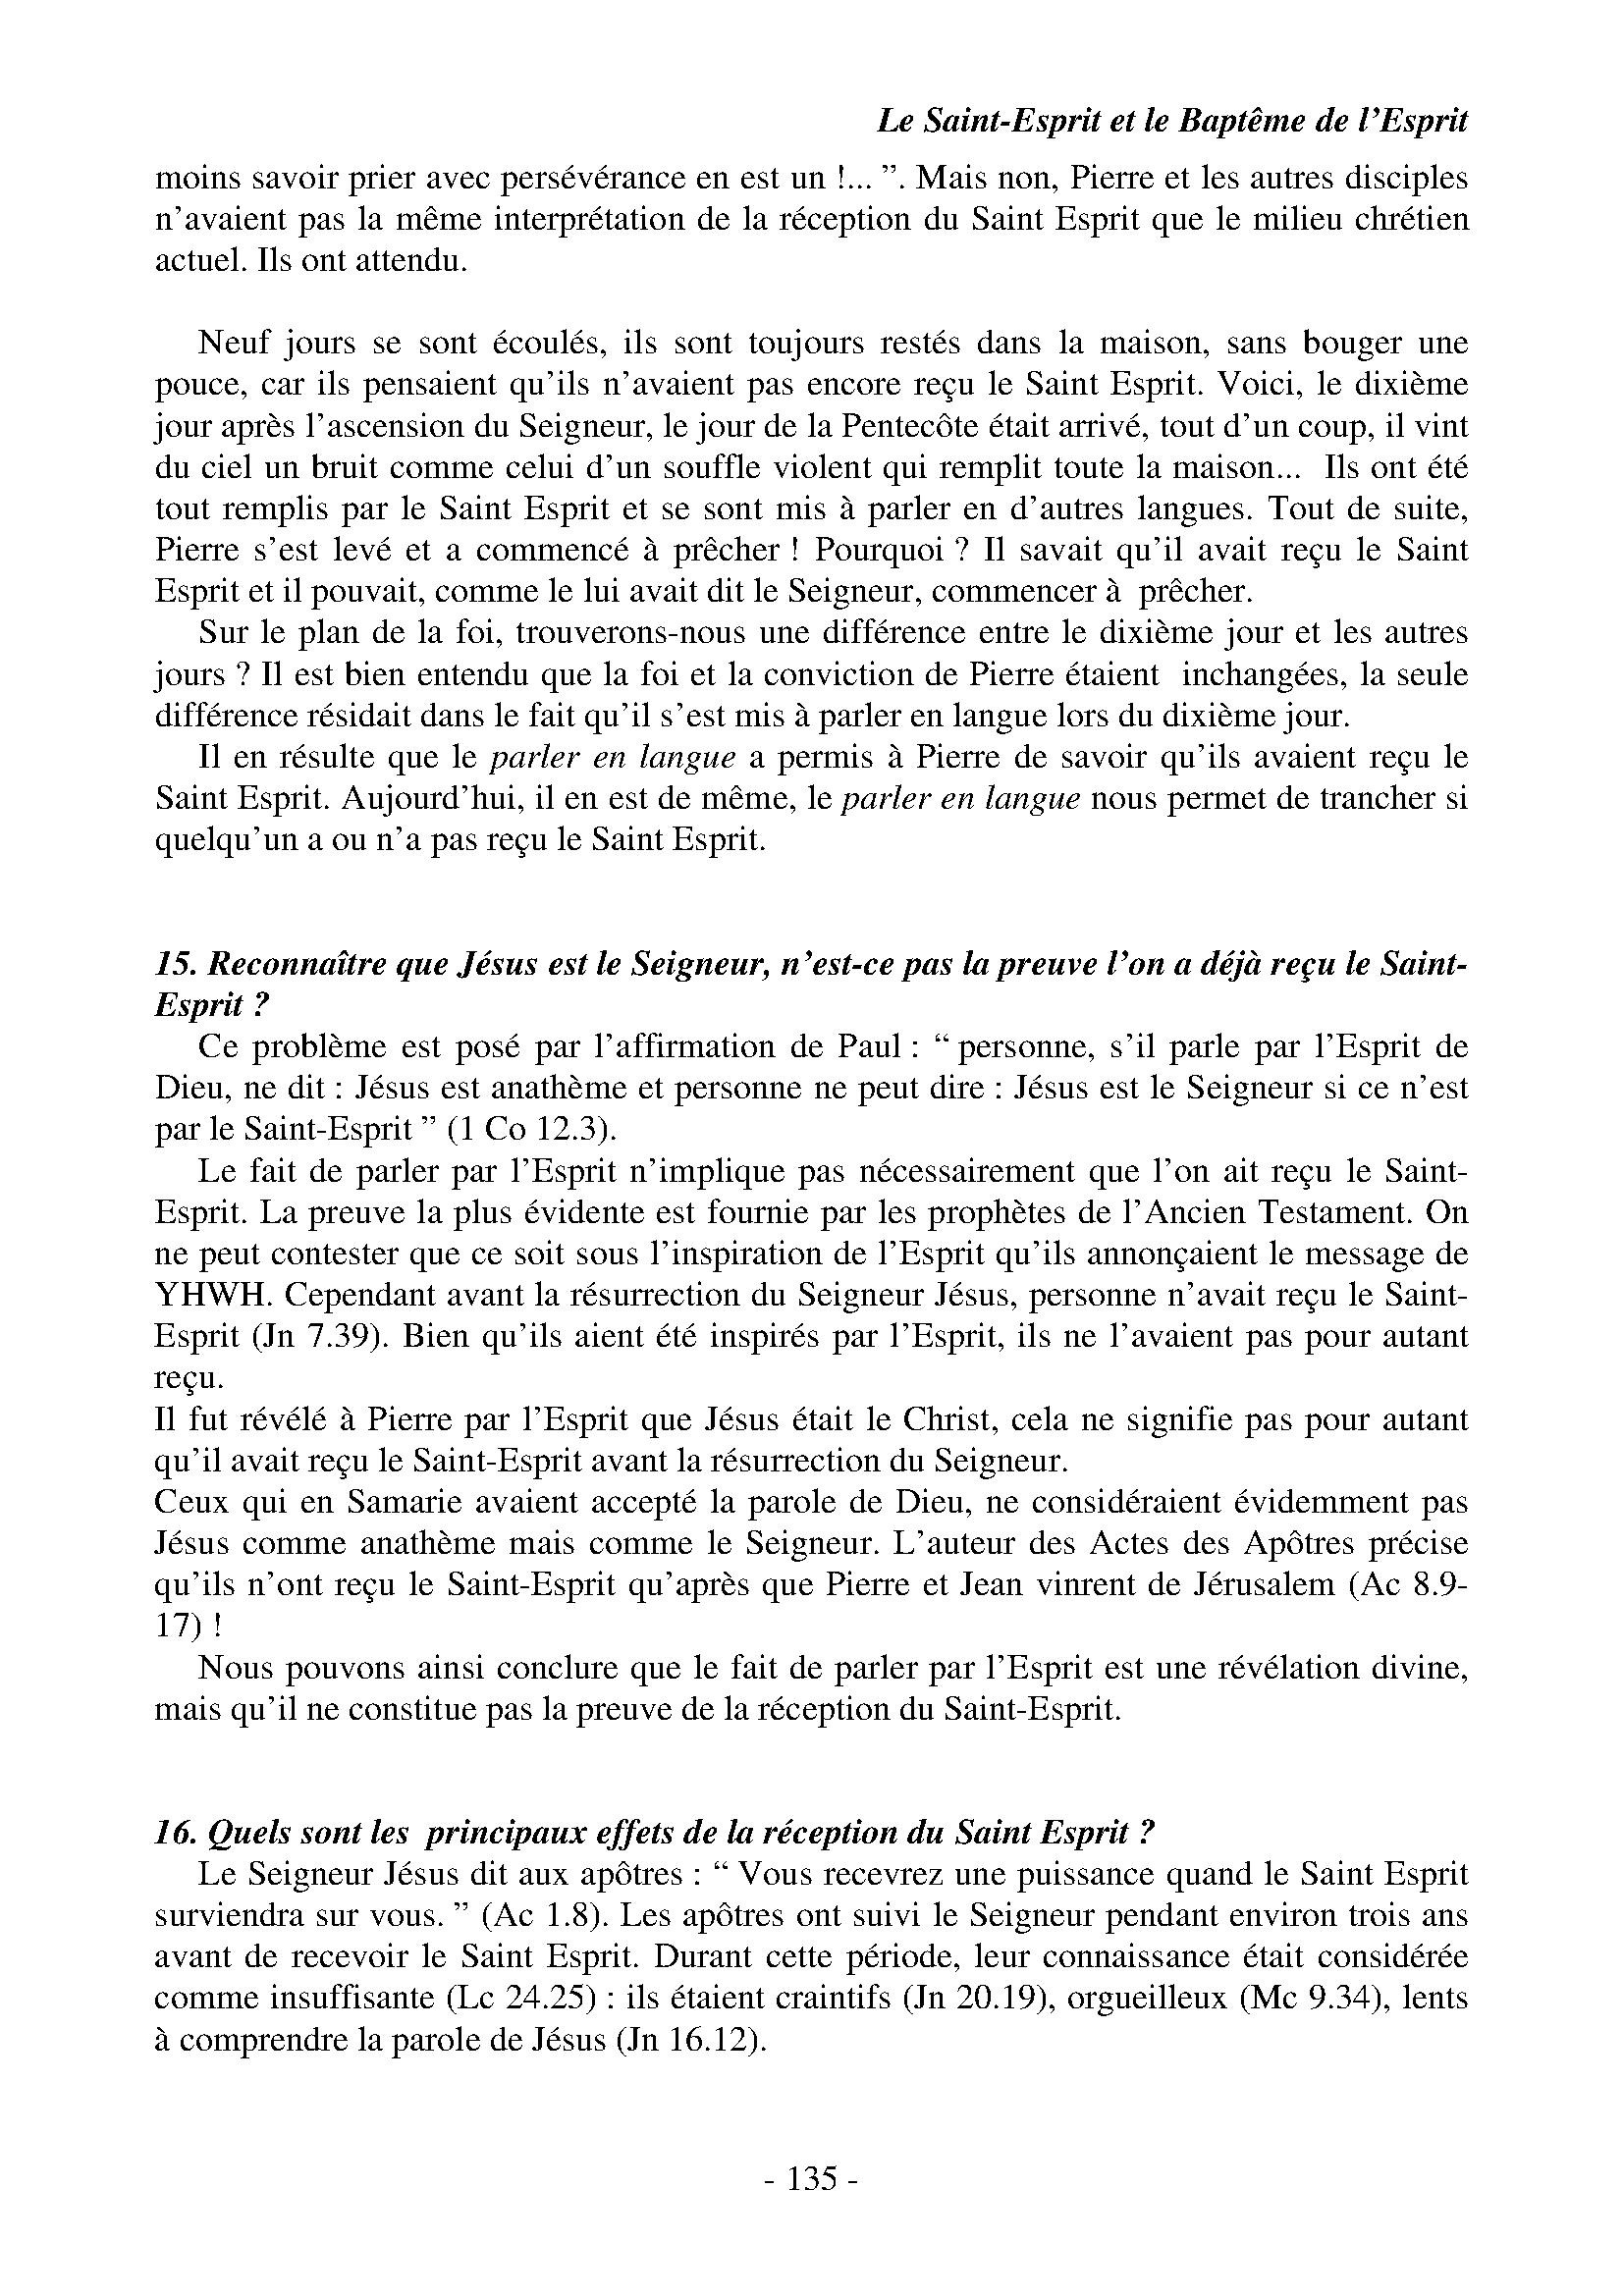 Le Saint-Esprit et le Baptême de l’Esprit
moins savoir prier avec persévérance en est un !... ”. Mais non, Pierre et les autres disciples
n’avaient pas la même interprétation de la réception du Saint Esprit que le milieu chrétien
actuel. Ils ont attendu.
Neuf jours se sont écoulés, ils sont toujours restés dans la maison, sans bouger une
pouce, car ils pensaient qu’ils n’avaient pas encore reçu le Saint Esprit. Voici, le dixième
jour après l’ascension du Seigneur, le jour de la Pentecôte était arrivé, tout d’un coup, il vint
du ciel un bruit comme celui d’un souffle violent qui remplit toute la maison... Ils ont été
tout remplis par le Saint Esprit et se sont mis à parler en d’autres langues. Tout de suite,
Pierre s’est levé et a commencé à prêcher ! Pourquoi ? Il savait qu’il avait reçu le Saint
Esprit et il pouvait, comme le lui avait dit le Seigneur, commencer à prêcher.
Sur le plan de la foi, trouverons-nous une différence entre le dixième jour et les autres
jours ? Il est bien entendu que la foi et la conviction de Pierre étaient inchangées, la seule
différence résidait dans le fait qu’il s’est mis à parler en langue lors du dixième jour.
Il en résulte que le parler en langue a permis à Pierre de savoir qu’ils avaient reçu le
Saint Esprit. Aujourd’hui, il en est de même, le parler en langue nous permet de trancher si
quelqu’un a ou n’a pas reçu le Saint Esprit.
15. Reconnaître que Jésus est le Seigneur, n’est-ce pas la preuve l’on a déjà reçu le Saint-
Esprit ?
Ce problème est posé par l’affirmation de Paul : “ personne, s’il parle par l’Esprit de
Dieu, ne dit : Jésus est anathème et personne ne peut dire : Jésus est le Seigneur si ce n’est
par le Saint-Esprit ” (1 Co 12.3).
Le fait de parler par l’Esprit n’implique pas nécessairement que l’on ait reçu le Saint-
Esprit. La preuve la plus évidente est fournie par les prophètes de l’Ancien Testament. On
ne peut contester que ce soit sous l’inspiration de l’Esprit qu’ils annonçaient le message de
YHWH. Cependant avant la résurrection du Seigneur Jésus, personne n’avait reçu le Saint-
Esprit (Jn 7.39). Bien qu’ils aient été inspirés par l’Esprit, ils ne l’avaient pas pour autant
reçu.
Il fut révélé à Pierre par l’Esprit que Jésus était le Christ, cela ne signifie pas pour autant
qu’il avait reçu le Saint-Esprit avant la résurrection du Seigneur.
Ceux qui en Samarie avaient accepté la parole de Dieu, ne considéraient évidemment pas
Jésus comme anathème mais comme le Seigneur. L’auteur des Actes des Apôtres précise
qu’ils n’ont reçu le Saint-Esprit qu’après que Pierre et Jean vinrent de Jérusalem (Ac 8.9-
17) !
Nous pouvons ainsi conclure que le fait de parler par l’Esprit est une révélation divine,
mais qu’il ne constitue pas la preuve de la réception du Saint-Esprit.
16. Quels sont les principaux effets de la réception du Saint Esprit ?
Le Seigneur Jésus dit aux apôtres : “ Vous recevrez une puissance quand le Saint Esprit
surviendra sur vous. ” (Ac 1.8). Les apôtres ont suivi le Seigneur pendant environ trois ans
avant de recevoir le Saint Esprit. Durant cette période, leur connaissance était considérée
comme insuffisante (Lc 24.25) : ils étaient craintifs (Jn 20.19), orgueilleux (Mc 9.34), lents
à comprendre la parole de Jésus (Jn 16.12).
- 135 -